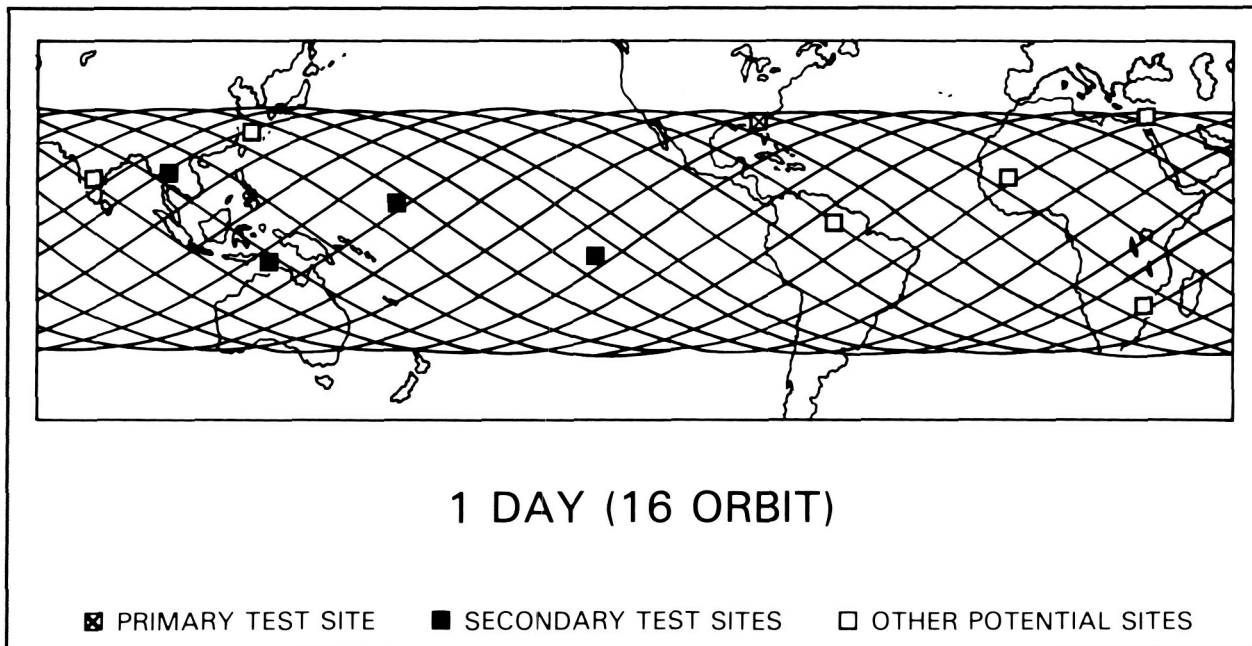 1 DAY (16 ORBIT)
PRIMARY TEST SITE SECONDARY TEST SITES OTHER POTENTIAL SITES